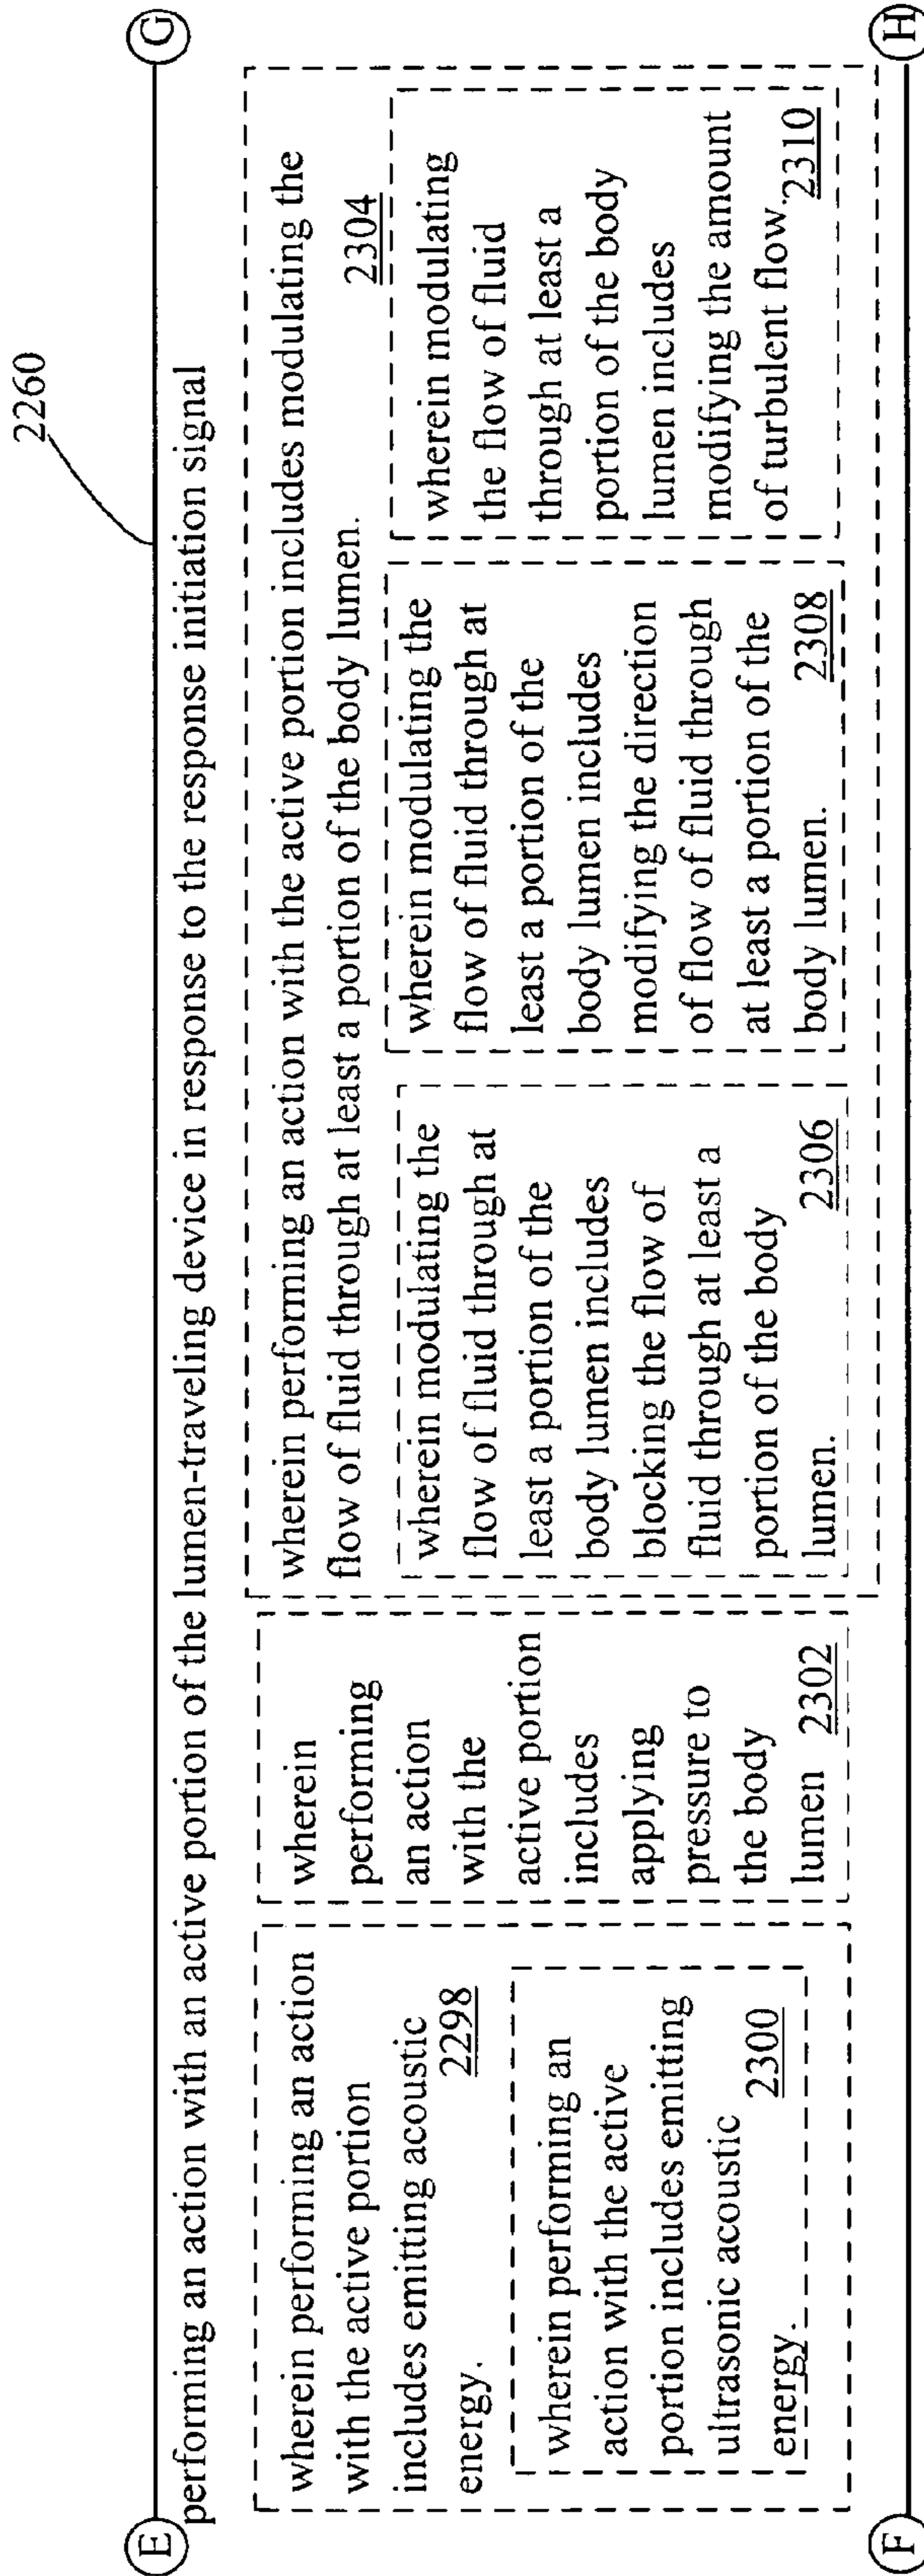 2260
E
G
performing an action with an active portion of the lumen-traveling device in response to the response initiation signal
wherein performing an action
with the active portion
includes emitting acoustic
energy.
2298
wherein performing an
action with the active
portion includes emitting
ultrasonic acoustic
energy.
2300
wherein
performing
an action
with the
active portion
includes
applying
pressure to
the body
lumen 2302
wherein performing an action with the active portion includes modulating the
flow of fluid through at least a portion of the body lumen.
2304
wherein modulating the
flow of fluid through at
least a portion of the
body lumen includes
blocking the flow of
fluid through at least a
portion of the body
lumen.
2306
wherein modulating the
flow of fluid through at
least a portion of the
body lumen includes
modifying the direction
of flow of fluid through
at least a portion of the
body lumen.
2308
wherein modulating
the flow of fluid
through at least a
portion of the body
lumen includes
modifying the amount
of turbulent flow.
2310
F
H